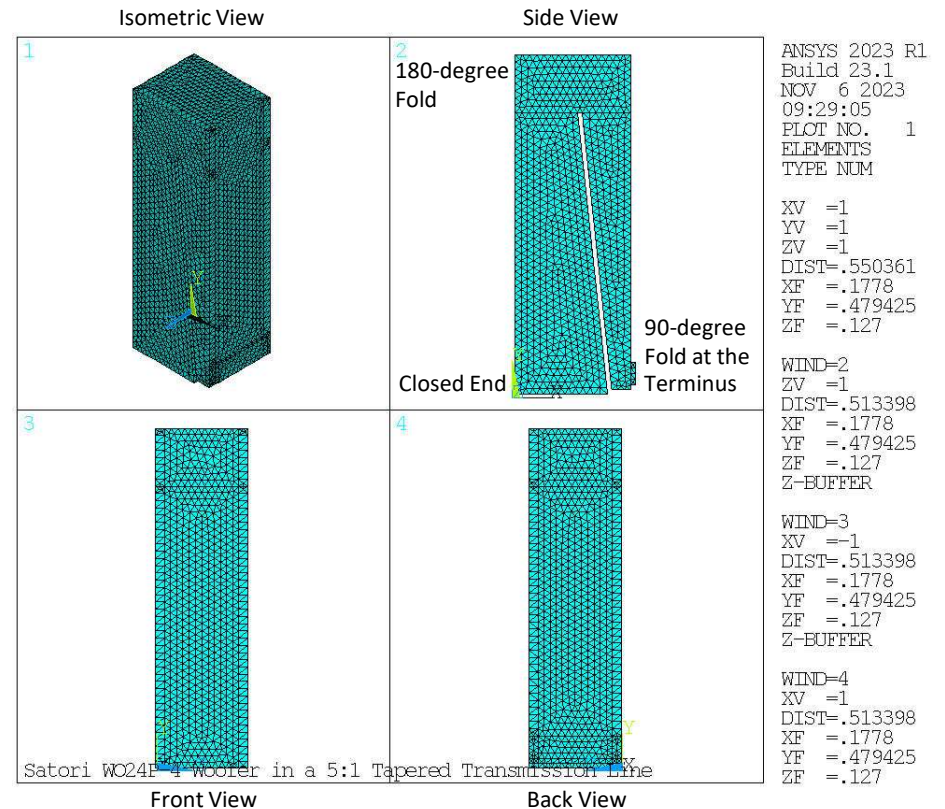 Isometric View
Side View
1
2
180-degree
Fold
90-degree
Fold at the
Terminus
Closed End
Y
X
3
4
Y
X
Satori WO24P-4 Woofer in a 5:1 Tapered Transmission Line
Front View
Back View
ANSYS 2023 R1
Build 23.1
NOV 6 2023
09:29:05
PLOT NO. 1
ELEMENTS
TYPE NUM
XV =1
YV =1
ZV =1
DIST=.550361
XF =.1778
YF =.479425
ZF =.127
WIND=2
ZV =1
DIST=.513398
XF =.1778
YF =.479425
ZF =.127
Z-BUFFER
WIND=3
XV =-1
DIST=.513398
XF =.1778
YF =.479425
ZF =.127
Z-BUFFER
WIND=4
XV =1
DIST=.513398
XF =.1778
YF =.479425
ZF =.127